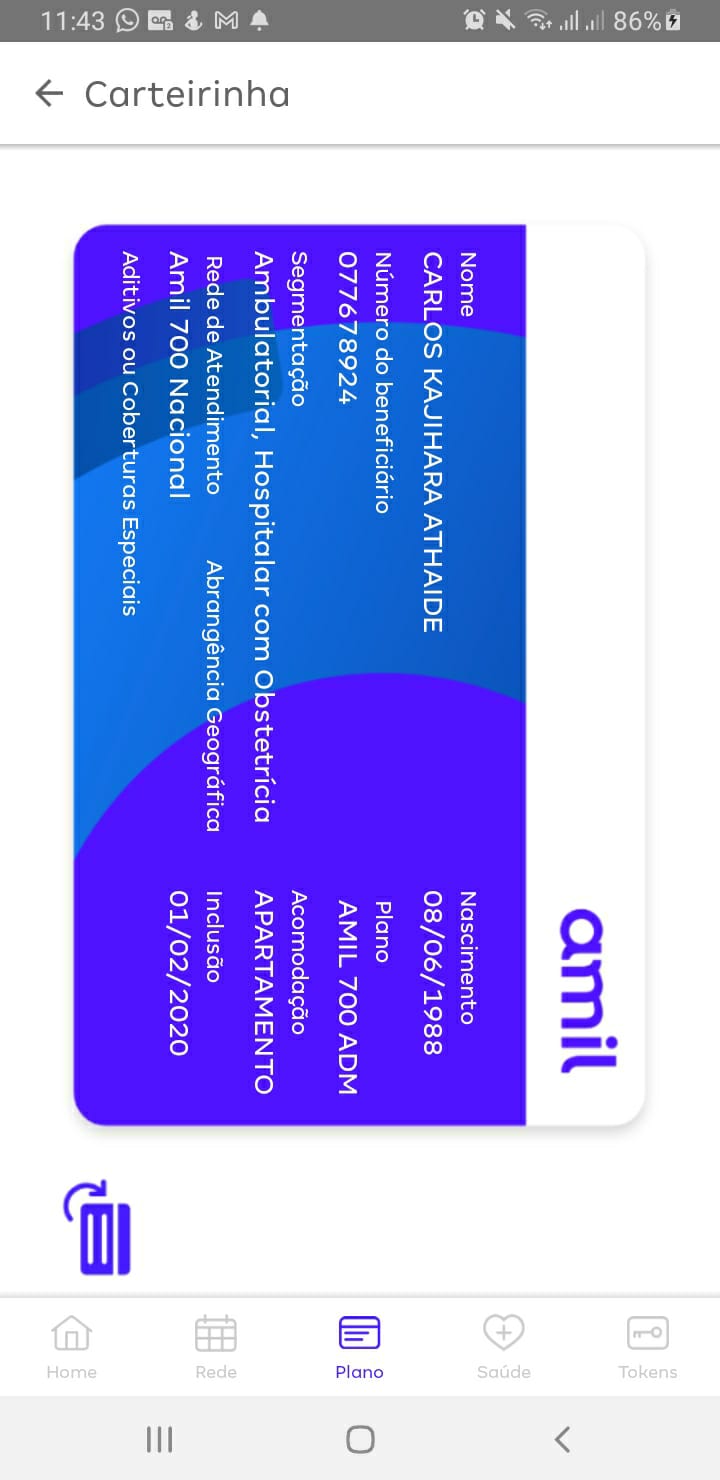 11:43
86%
Carteirinha
amil
Nome
Nascimento
CARLOS KAJIHARA ATHAIDE
08/06/1988
Número do beneficiário
Plano
077678924
AMIL 700 ADM
Segmentação
Acomodação
Ambulatorial, Hospitalar com Obstetrícia
APARTAMENTO
Rede de Atendimento
Abrangência Geográfica
Inclusão
Amil 700 Nacional
01/02/2020
Aditivos ou Coberturas Especiais
Home
Rede
Plano
Saúde
Tokens